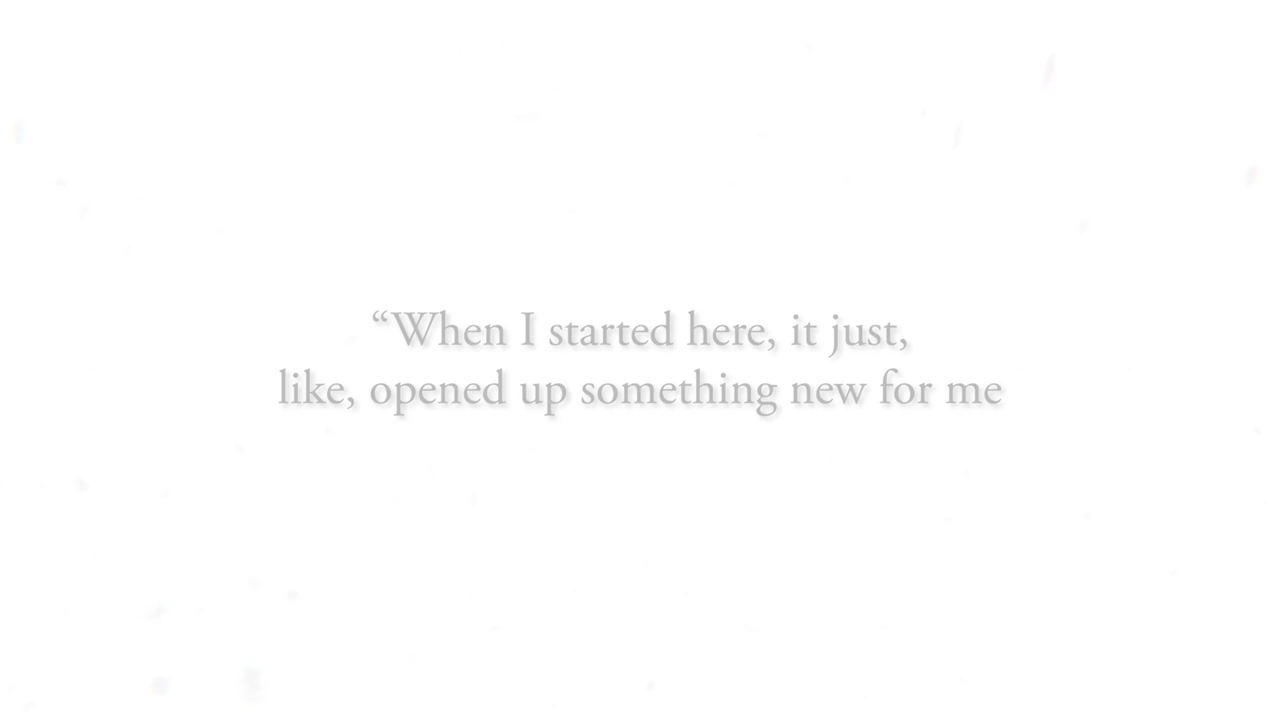 “When I started here, it just,
like, opened up something new for me